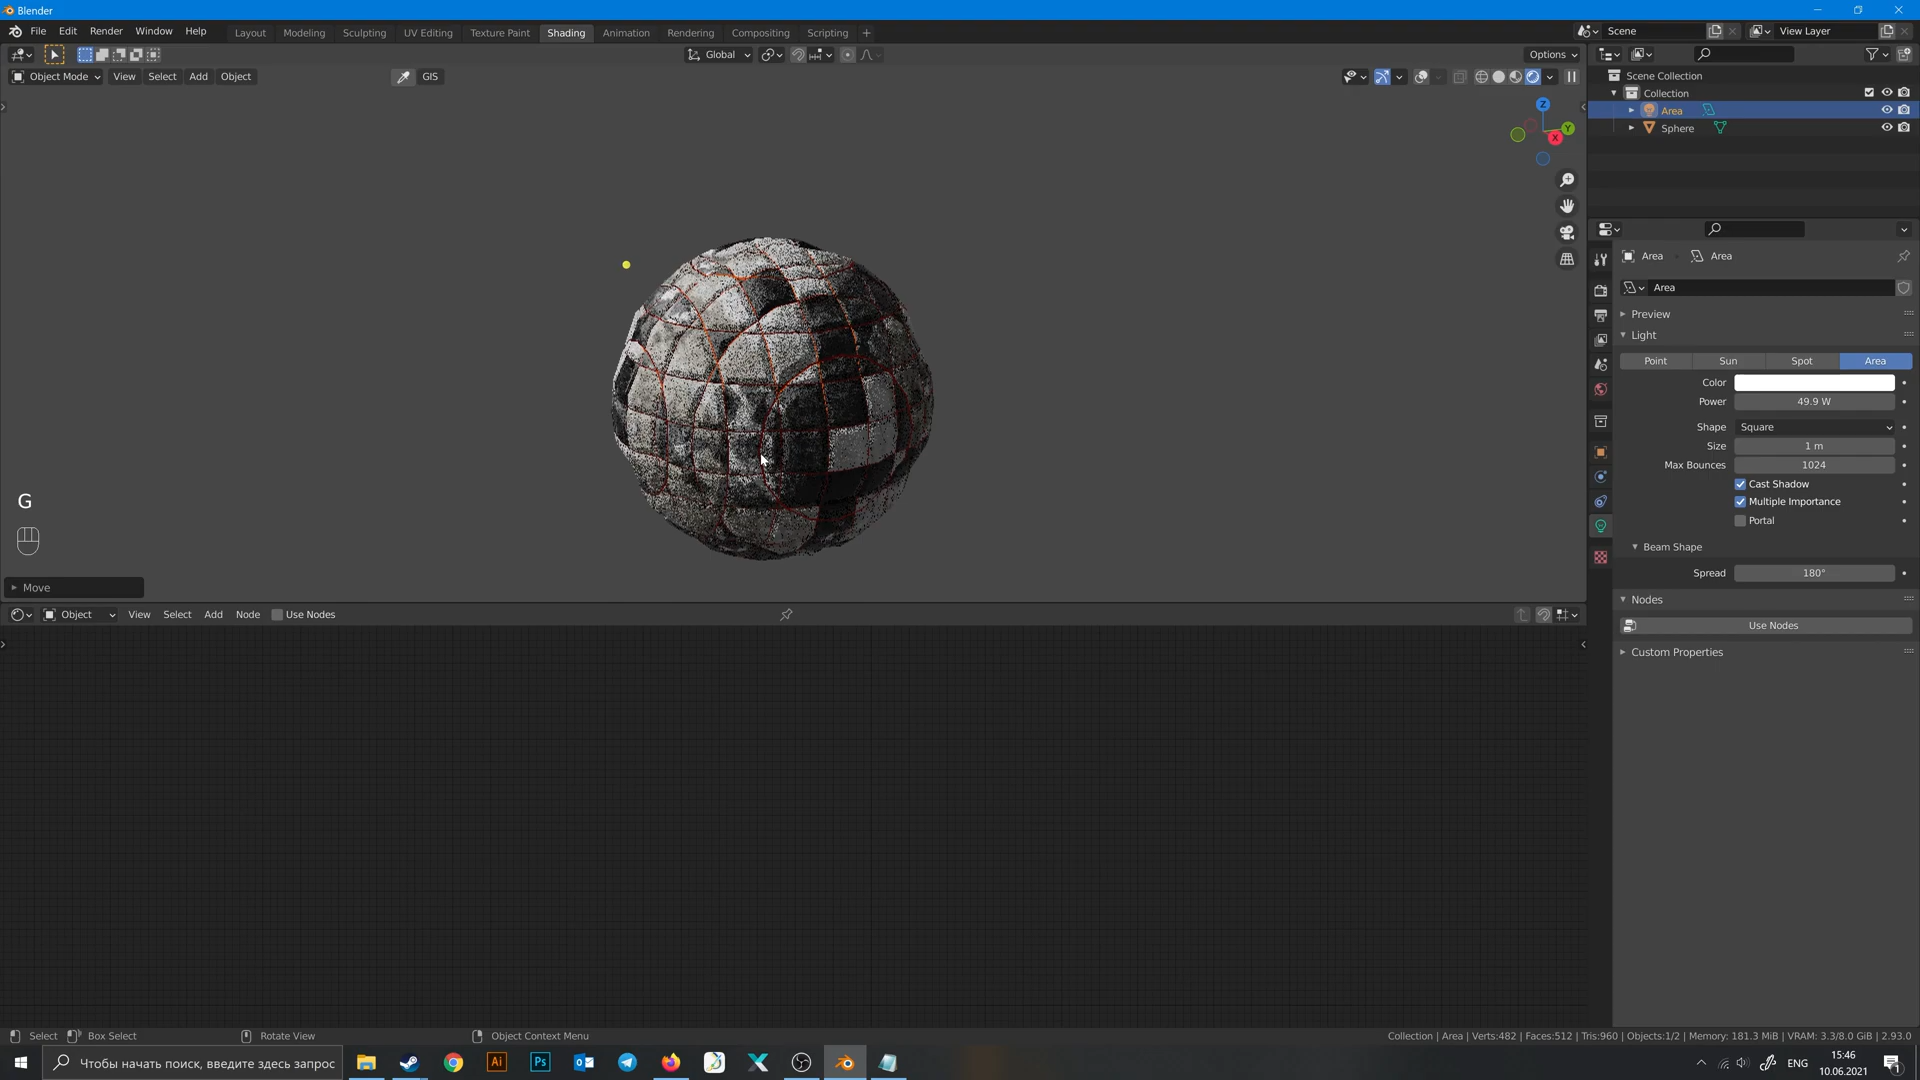 Blender
File Edit Render Window Help
Layout Modeling Sculpting UV Editing Texture Paint Shading Animation Rendering Compositing Scripting +
Scene
View Layer
Global
Options
Object Mode View Select Add Object
GIS
Z
Y
X
Scene Collection
Collection
Area
Sphere
Area Area
Area
Preview
Light
Point Sun Spot Area
Color
Power 49.9 W
Shape Square
Size 1 m
Max Bounces 1024
Cast Shadow
Multiple Importance
Portal
Beam Shape
Spread 180°
Nodes
Use Nodes
Custom Properties
G
Move
Object View Select Add Node Use Nodes
Select Box Select Rotate View Object Context Menu
Collection | Area | Verts:482 | Faces:512 | Tris:960 | Objects:1/2 | Memory: 181.3 MiB | VRAM: 3.3/8.0 GiB | 2.93.0
Чтобы начать поиск, введите здесь запрос
Ai
Ps
ENG
15:46
10.06.2021
1